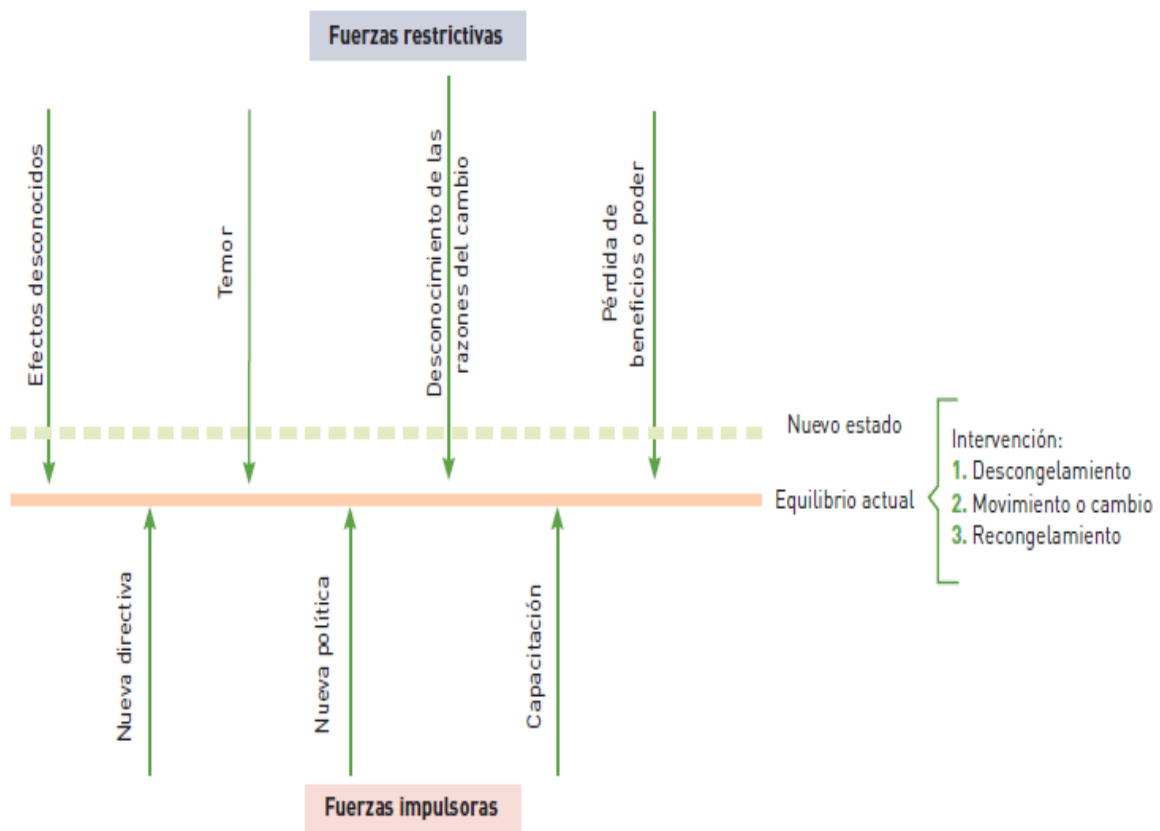 Fuerzas restrictivas
Efectos desconocidos
Temor
Desconocimiento de las
razones del cambio
Pérdida de
beneficios o poder
Nuevo estado
Equilibrio actual
Intervención:
1. Descongelamiento
2. Movimiento o cambio
3. Recongelamiento
Nueva directiva
Nueva política
Capacitación
Fuerzas impulsoras